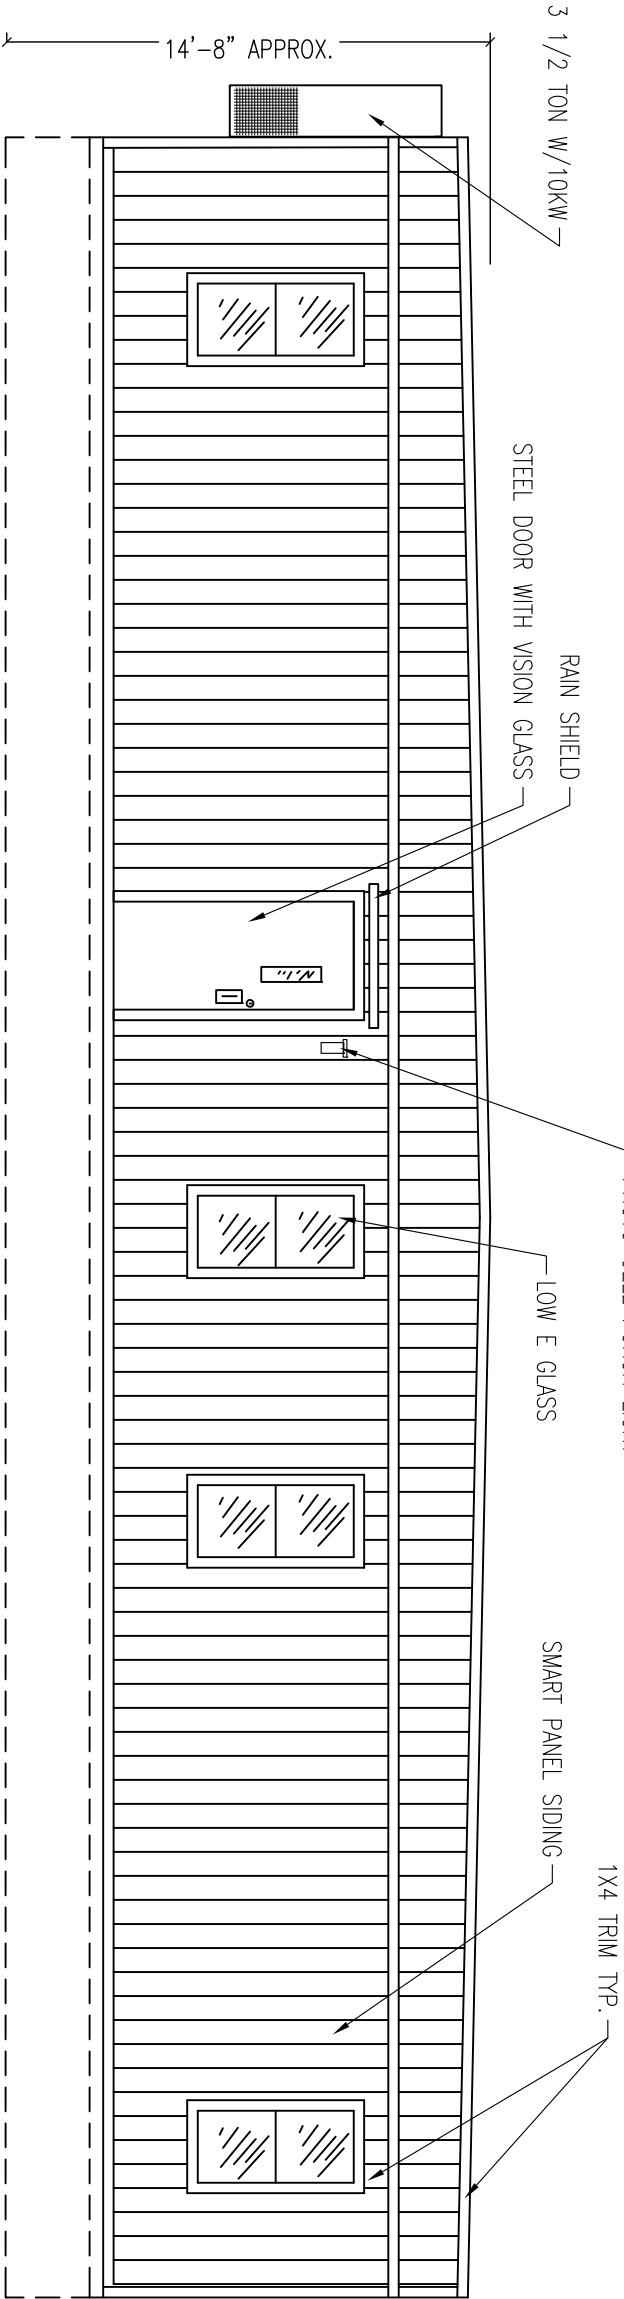 14'-8" APPROX.
3 1/2 TON W/10KW
STEEL DOOR WITH VISION GLASS
RAIN SHIELD
LOW E GLASS
SMART PANEL SIDING
1X4 TRIM TYP.